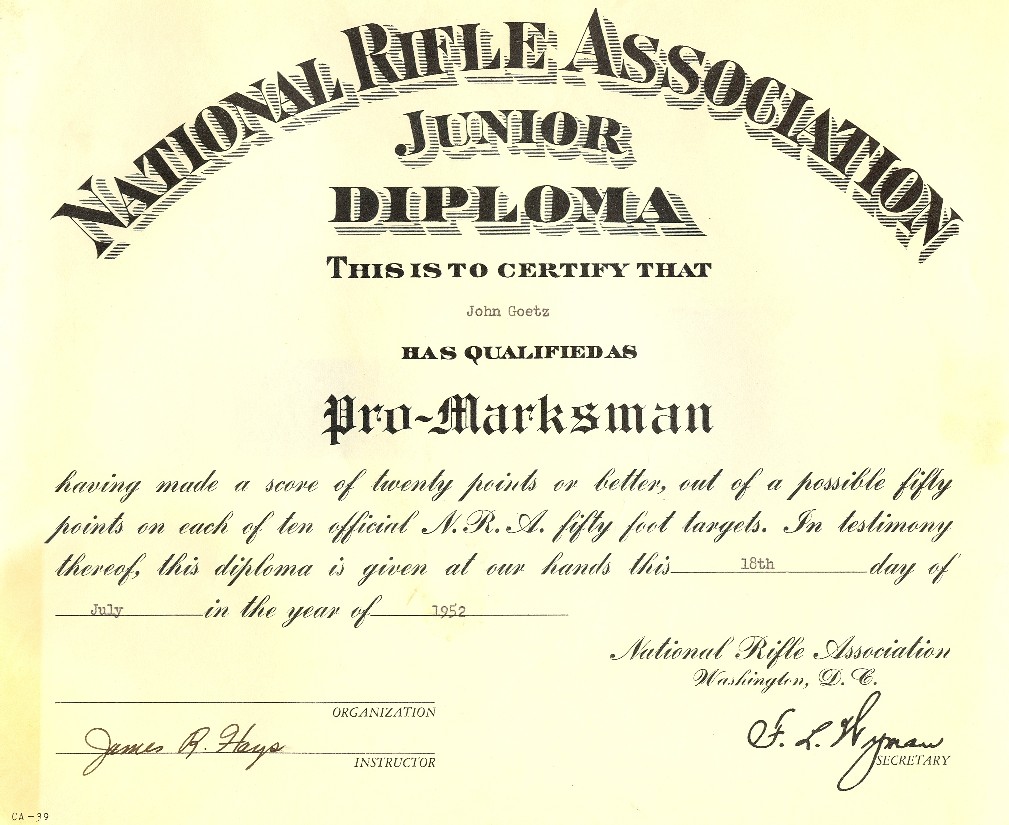 NATIONAL RIFLE ASSOCIATION
JUNIOR
DIPLOMA
THIS IS TO CERTIFY THAT
John Goetz
HAS QUALIFIED AS
Pro-Marksman
having made a score of twenty points or better, out of a possible fifty
points on each of ten official N.R.A. fifty foot targets. In testimony
thereof, this diploma is given at our hands this 18th day of
July in the year of 1952
National Rifle Association
Washington, D. C.
ORGANIZATION
James R. Hays
INSTRUCTOR
F. L. Wyman
SECRETARY
CA-39